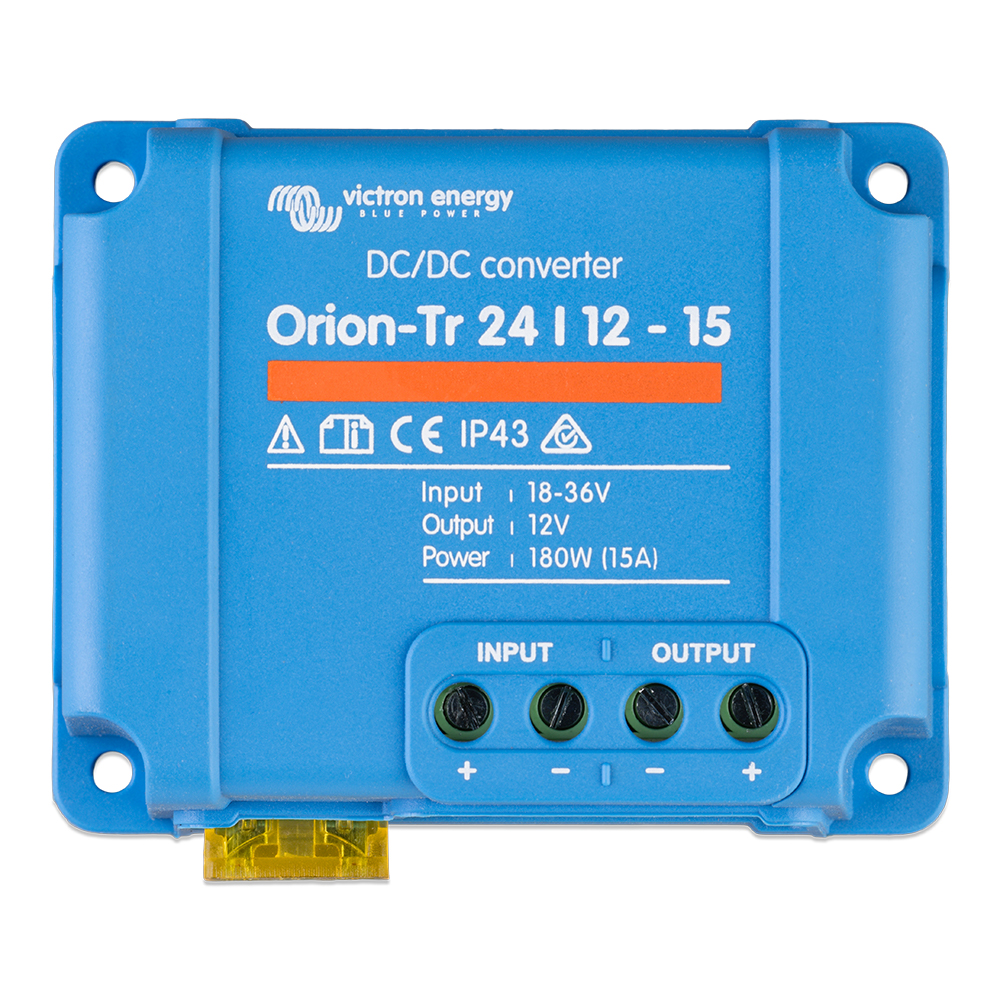 victron energy
BLUE POWER
DC/DC converter
Orion-Tr 24 | 12 - 15
CE IP43
Input | 18-36V
Output | 12V
Power | 180W (15A)
INPUT | OUTPUT
+ - | - +